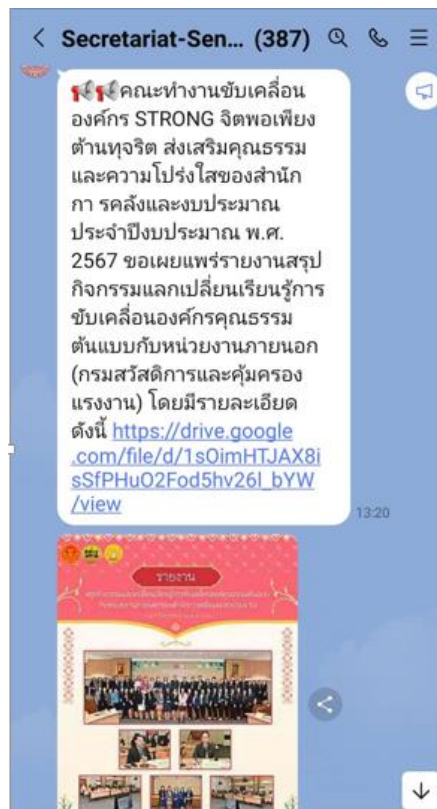 Secretariat-Sen... (387)
คณะทำงานขับเคลื่อน
องค์กร STRONG จิตพอเพียง
ต้านทุจริต ส่งเสริมคุณธรรม
และความโปร่งใสของสำนัก
กา รคลังและงบประมาณ
ประจำปีงบประมาณ พ.ศ.
2567 ขอเผยแพร่รายงานสรุป
กิจกรรมแลกเปลี่ยนเรียนรู้การ
ขับเคลื่อนองค์กรคุณธรรม
ต้นแบบกับหน่วยงานภายนอก
(กรมสวัสดิการและคุ้มครอง
แรงงาน) โดยมีรายละเอียด
ดังนี้ https://drive.google
.com/file/d/1sOimHTJAX8i
sSfPHuO2Fod5hv26l_bYW
/view
13:20
รายงาน